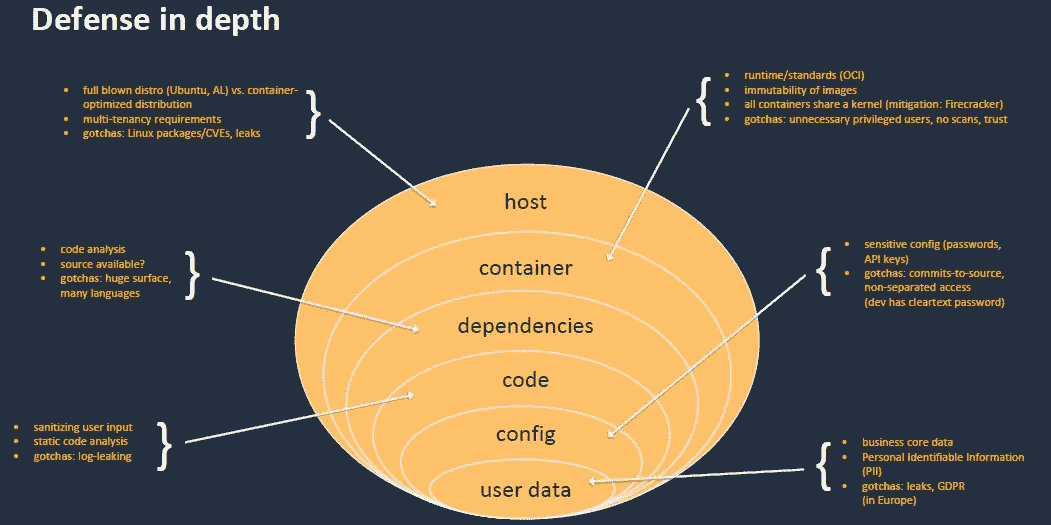 Defense in depth
• full blown distro (Ubuntu, AL) vs. container-
optimized distribution
• multi-tenancy requirements
• gotchas: Linux packages/CVEs, leaks
• runtime/standards (OCI)
• immutability of images
• all containers share a kernel (mitigation: Firecracker)
• gotchas: unnecessary privileged users, no scans, trust
host
container
dependencies
code
config
user data
• code analysis
• source available?
• gotchas: huge surface,
many languages
• sensitive config (passwords,
API keys)
• gotchas: commits-to-source,
non-separated access
(dev has cleartext password)
• sanitizing user input
• static code analysis
• gotchas: log-leaking
• business core data
• Personal Identifiable Information
(PII)
• gotchas: leaks, GDPR
(in Europe)